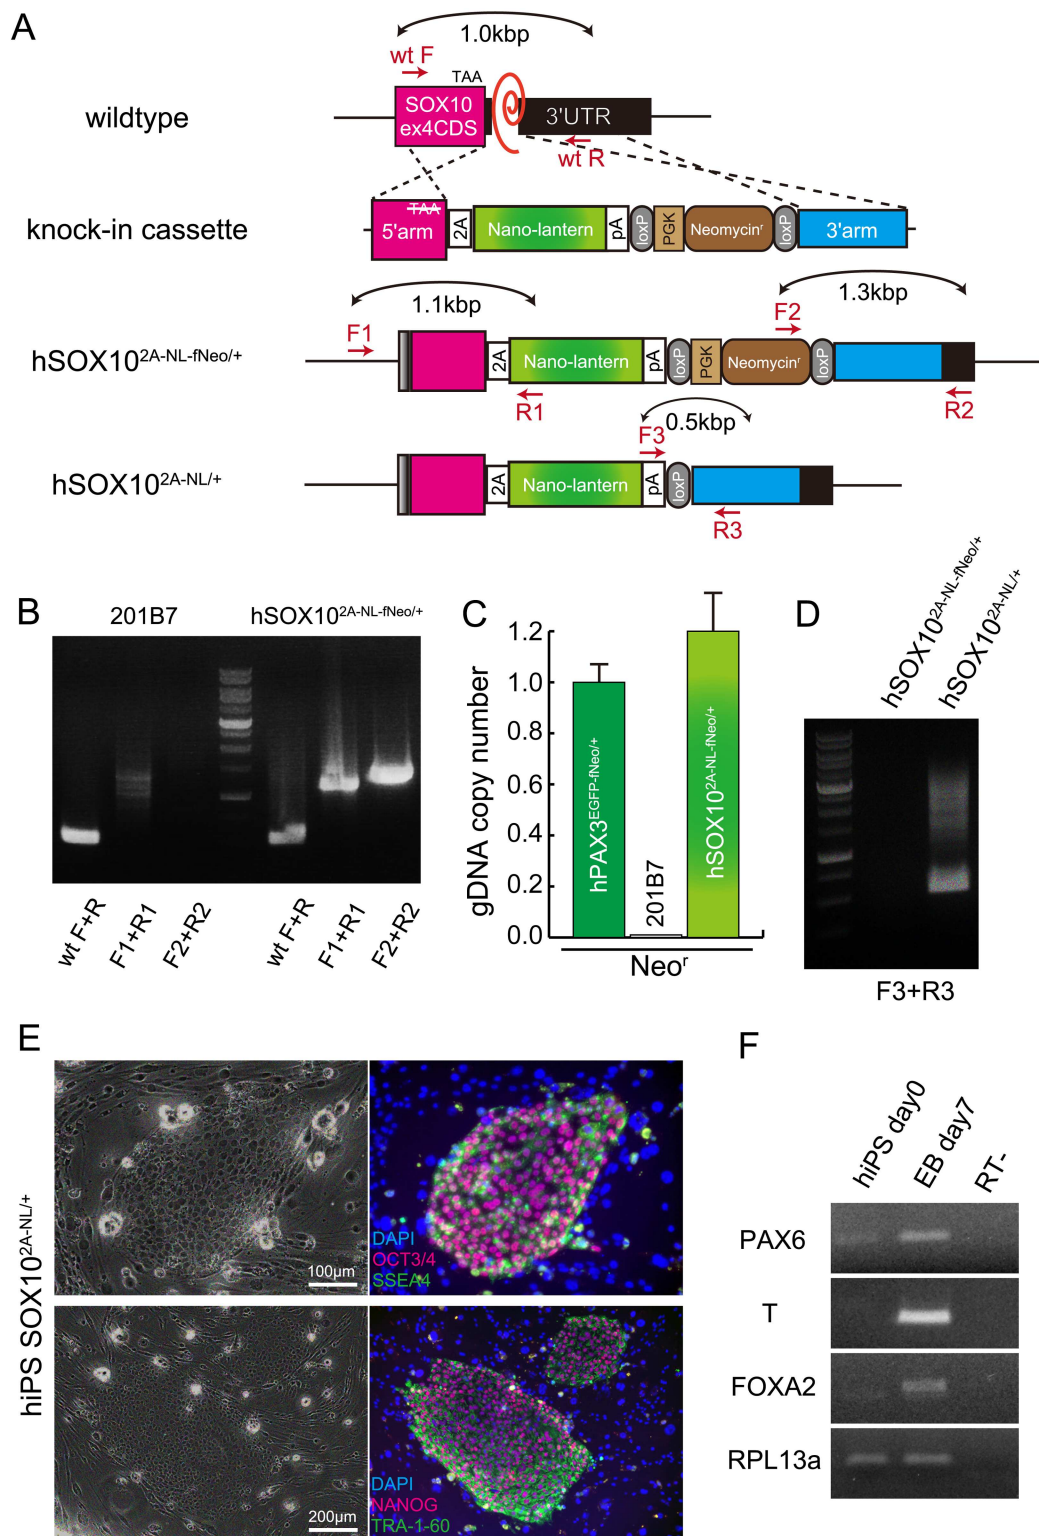 A
1.0kbp
wt F
TAA
wildtype
SOX10
ex4CDS
3'UTR
wt R
knock-in cassette
TAA
5'arm
2A
Nano-lantern
pA
loxP
PGK
Neomycinʳ
loxP
3'arm
1.1kbp
1.3kbp
F1
F2
hSOX10²ᴬ⁻ᴺᴸ⁻ᶠᴺᵉᵒ/⁺
2A
Nano-lantern
pA
loxP
PGK
Neomycinʳ
loxP
R1
R2
0.5kbp
F3
hSOX10²ᴬ⁻ᴺᴸ/⁺
2A
Nano-lantern
pA
loxP
R3
B
201B7
hSOX10²ᴬ⁻ᴺᴸ⁻ᶠᴺᵉᵒ/⁺
wt F+R
F1+R1
F2+R2
wt F+R
F1+R1
F2+R2
C
gDNA copy number
1.2
1.0
0.8
0.6
0.4
0.2
0.0
hPAX3ᴱᴳᶠᴾ⁻ᶠᴺᵉᵒ/⁺
201B7
hSOX10²ᴬ⁻ᴺᴸ⁻ᶠᴺᵉᵒ/⁺
Neoʳ
D
hSOX10²ᴬ⁻ᴺᴸ⁻ᶠᴺᵉᵒ/⁺
hSOX10²ᴬ⁻ᴺᴸ/⁺
F3+R3
E
hiPS SOX10²ᴬ⁻ᴺᴸ/⁺
100μm
DAPI
OCT3/4
SSEA4
200μm
DAPI
NANOG
TRA-1-60
F
hiPS day0
EB day7
RT-
PAX6
T
FOXA2
RPL13a